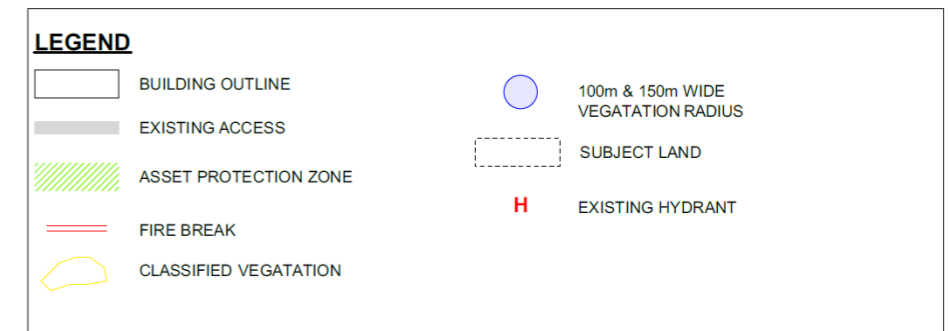 LEGEND
BUILDING OUTLINE
EXISTING ACCESS
ASSET PROTECTION ZONE
FIRE BREAK
CLASSIFIED VEGATATION
100m & 150m WIDE
VEGATATION RADIUS
SUBJECT LAND
H
EXISTING HYDRANT